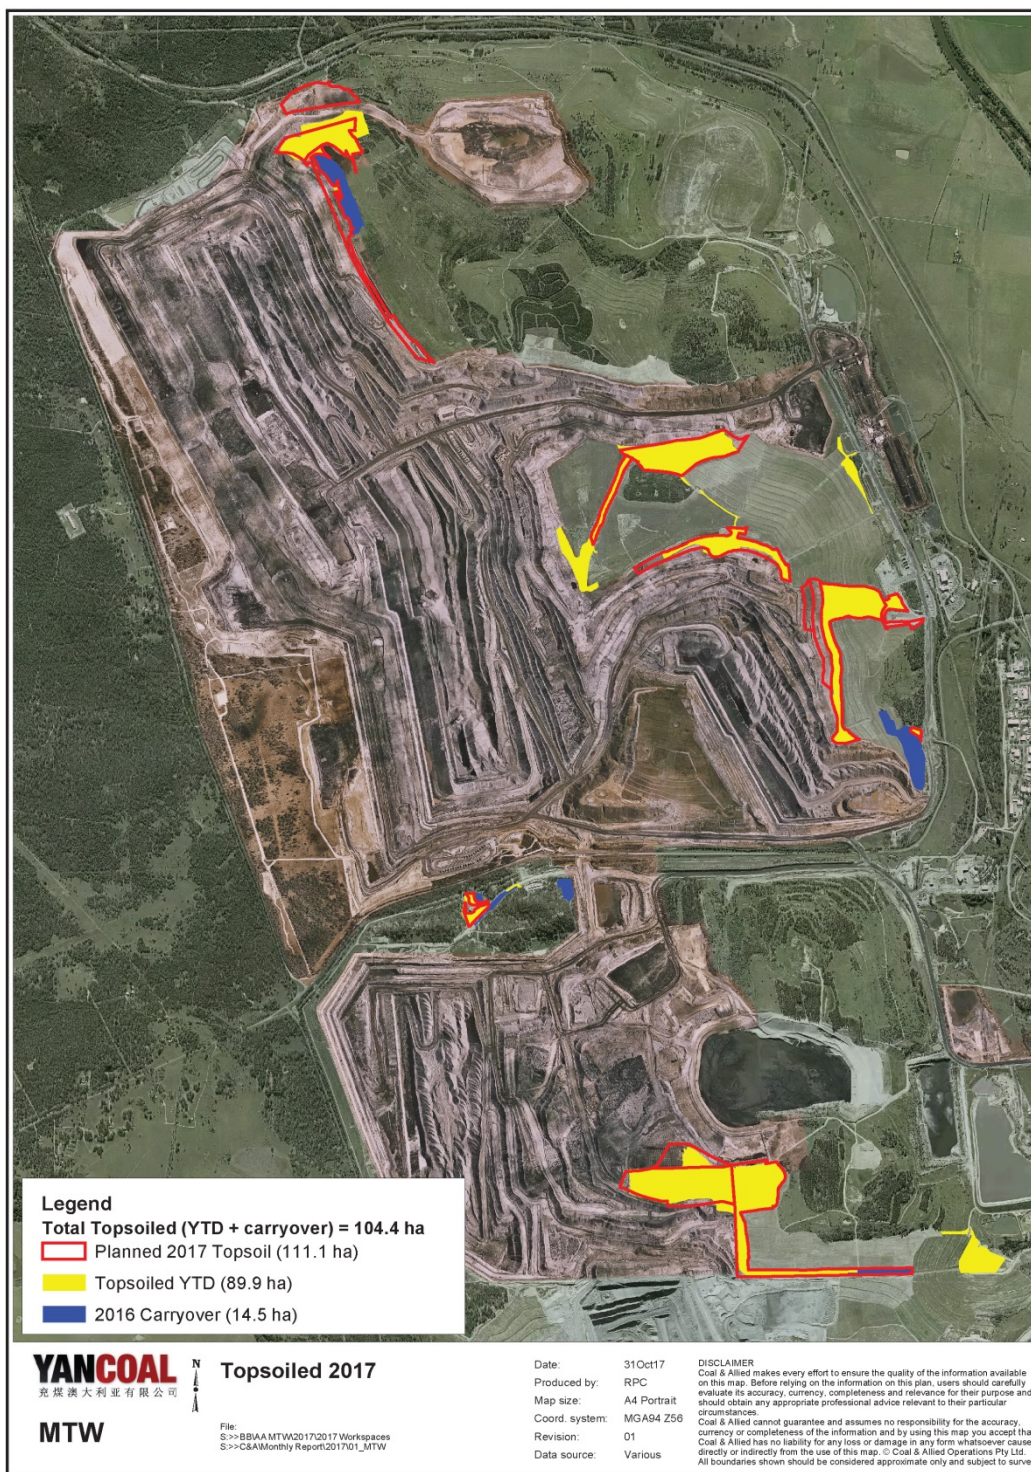 Legend
Total Topsoiled (YTD + carryover) = 104.4 ha
Planned 2017 Topsoil (111.1 ha)
Topsoiled YTD (89.9 ha)
2016 Carryover (14.5 ha)
YANCOAL
兖煤澳大利亚有限公司
MTW
N
Topsoiled 2017
File:
S:>>BB\AA MTW\2017\2017 Workspaces
S:>>C&A\Monthly Report\2017\01_MTW
Date: 31Oct17
Produced by: RPC
Map size: A4 Portrait
Coord. system: MGA94 Z56
Revision: 01
Data source: Various
DISCLAIMER
Coal & Allied makes every effort to ensure the quality of the information available
on this map. Before relying on the information on this plan, users should carefully
evaluate its accuracy, currency, completeness and relevance for their purpose and
should obtain any appropriate professional advice relevant to their particular
circumstances.
Coal & Allied cannot guarantee and assumes no responsibility for the accuracy,
currency or completeness of the information and by using this map you accept tha
Coal & Allied has no liability for any loss or damage in any form whatsoever cause
directly or indirectly from the use of this map. © Coal & Allied Operations Pty Ltd.
All boundaries shown should be considered approximate only and subject to surve